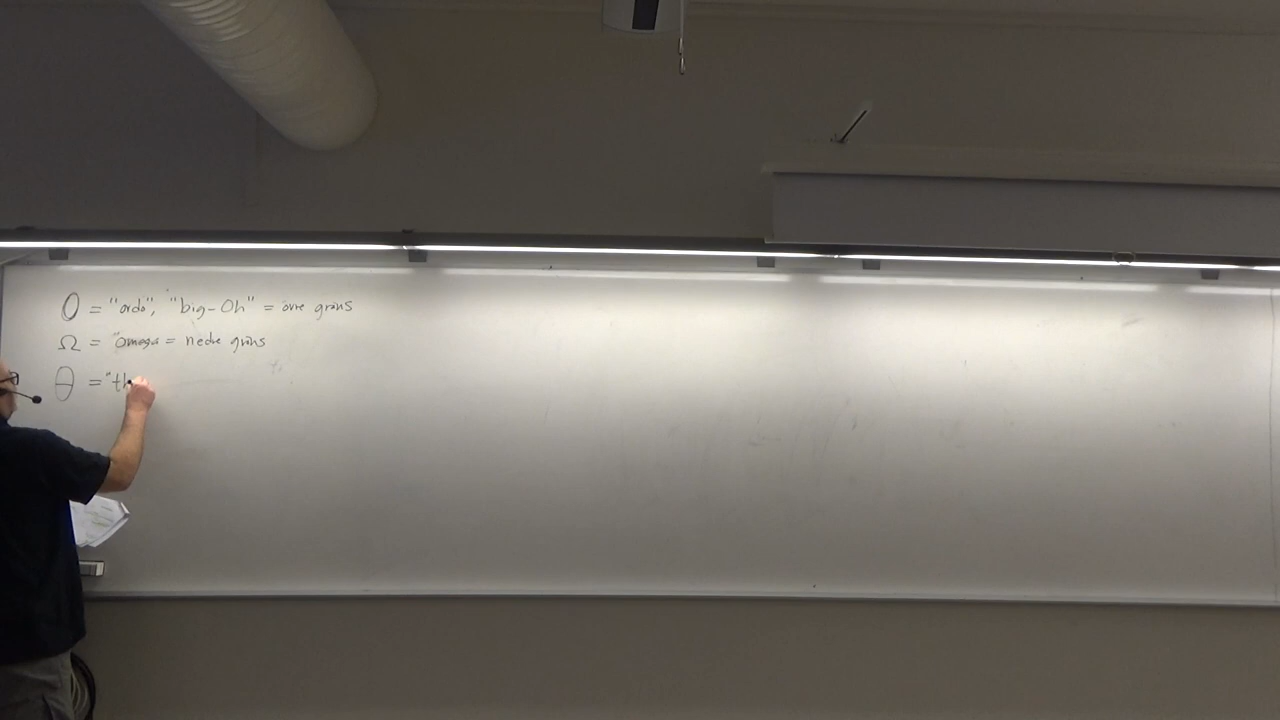 O = "ordo", "big-Oh" = övre gräns
Ω = "omega = nedre gräns
Θ = "th